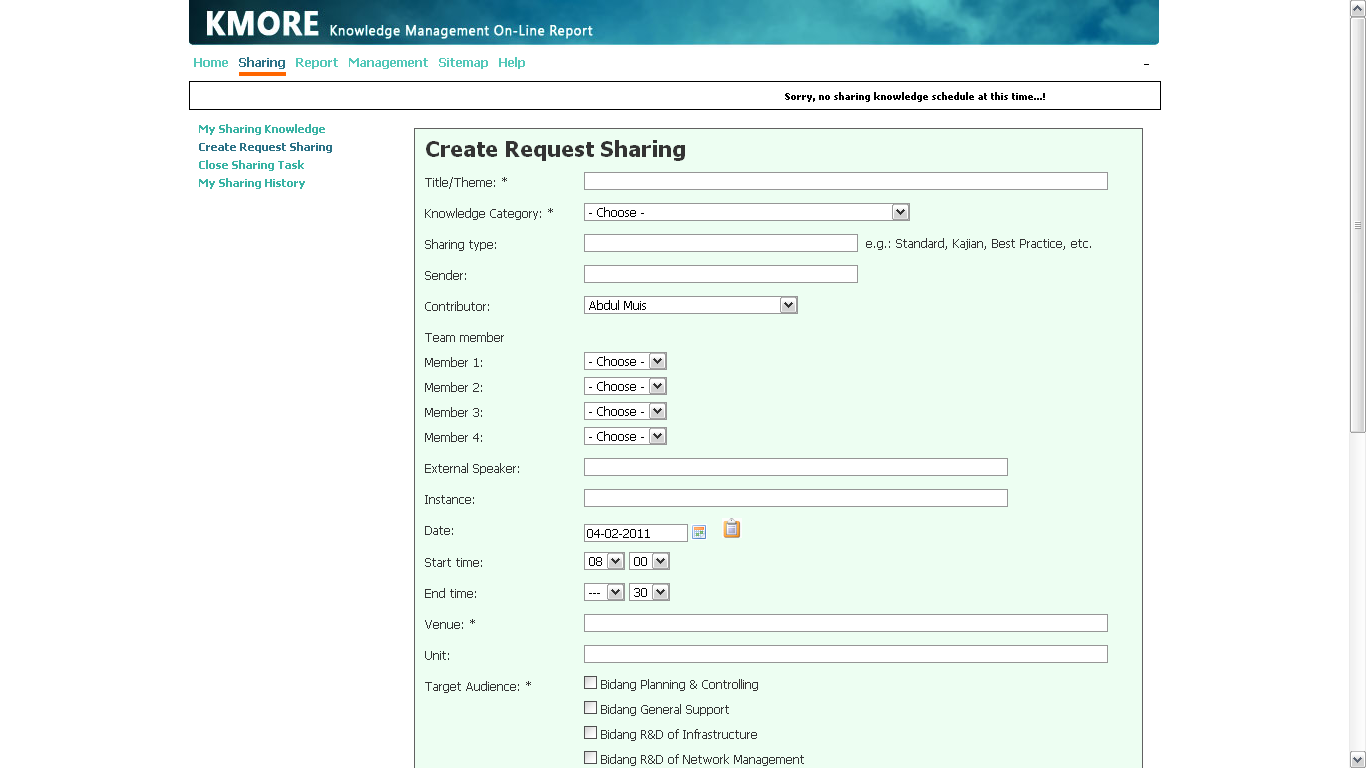 KMORE Knowledge Management On-Line Report
Home Sharing Report Management Sitemap Help -
Sorry, no sharing knowledge schedule at this time...!
My Sharing Knowledge
Create Request Sharing
Close Sharing Task
My Sharing History
Create Request Sharing
Title/Theme: *
Knowledge Category: * - Choose -
Sharing type: e.g.: Standard, Kajian, Best Practice, etc.
Sender:
Contributor: Abdul Muis
Team member
Member 1: - Choose -
Member 2: - Choose -
Member 3: - Choose -
Member 4: - Choose -
External Speaker:
Instance:
Date: 04-02-2011
Start time: 08 00
End time: --- 30
Venue: *
Unit:
Target Audience: * Bidang Planning & Controlling
Bidang General Support
Bidang R&D of Infrastructure
Bidang R&D of Network Management